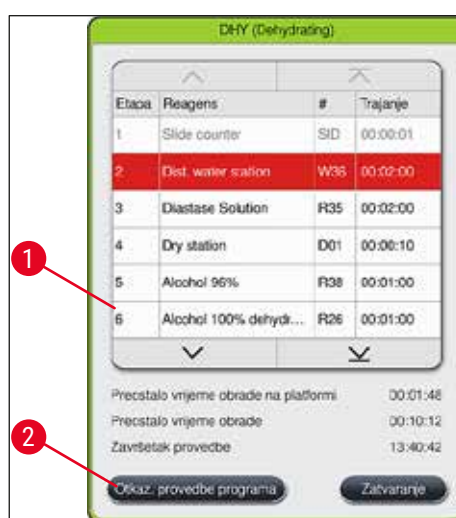 DHY (Dehydrating)
Etapa Reagens # Trajanje
1 Slide counter SID 00:00:01
2 Dist. water station W36 00:02:00
3 Diastase Solution R35 00:02:00
4 Dry station D01 00:00:10
5 Alcohol 96% R38 00:01:00
1
6 Alcohol 100% dehydr... R26 00:01:00
Preostalo vrijeme obrade na platformi 00:01:48
Preostalo vrijeme obrade 00:10:12
2
Završetak provedbe 13:40:42
Otkaz. provedbe programa Zatvaranje